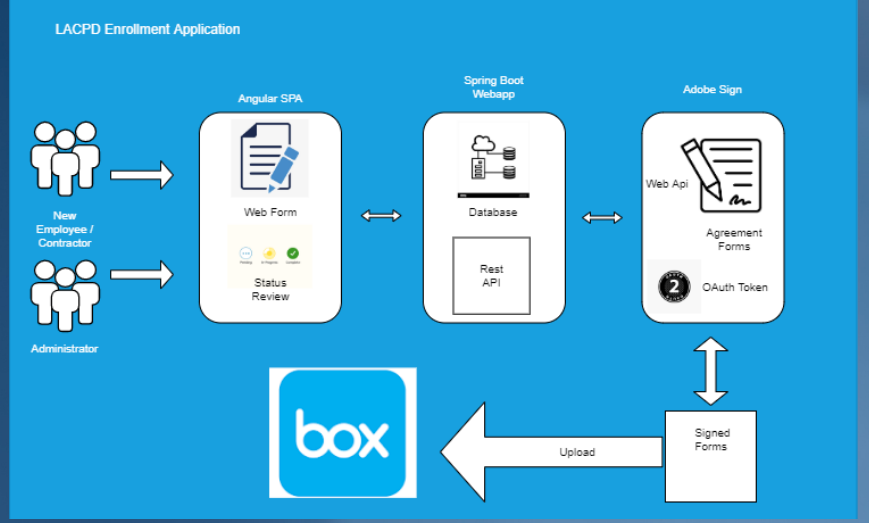 LACPD Enrollment Application
Spring Boot
Webapp
Angular SPA
Adobe Sign
Web Form
Status
Review
Database
Rest
API
Web Api
Agreement
Forms
2
OAuth Token
New
Employee /
Contractor
Administrator
box
Upload
Signed
Forms